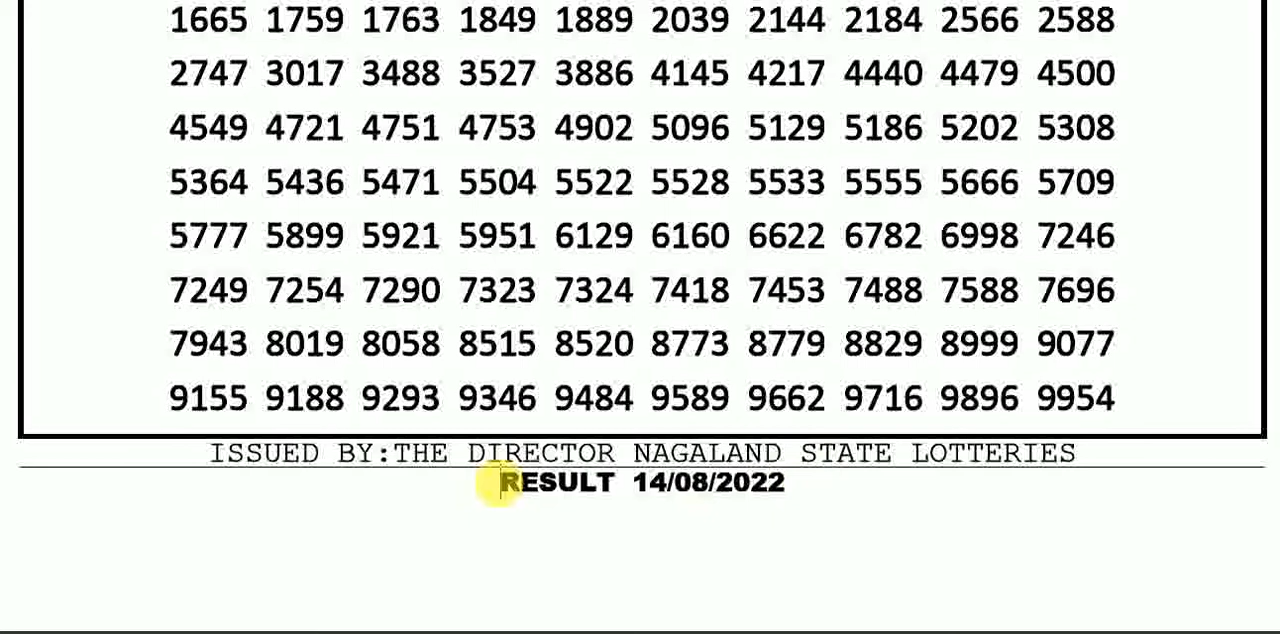 1665 1759 1763 1849 1889 2039 2144 2184 2566 2588
2747 3017 3488 3527 3886 4145 4217 4440 4479 4500
4549 4721 4751 4753 4902 5096 5129 5186 5202 5308
5364 5436 5471 5504 5522 5528 5533 5555 5666 5709
5777 5899 5921 5951 6129 6160 6622 6782 6998 7246
7249 7254 7290 7323 7324 7418 7453 7488 7588 7696
7943 8019 8058 8515 8520 8773 8779 8829 8999 9077
9155 9188 9293 9346 9484 9589 9662 9716 9896 9954
ISSUED BY:THE DIRECTOR NAGALAND STATE LOTTERIES
RESULT 14/08/2022